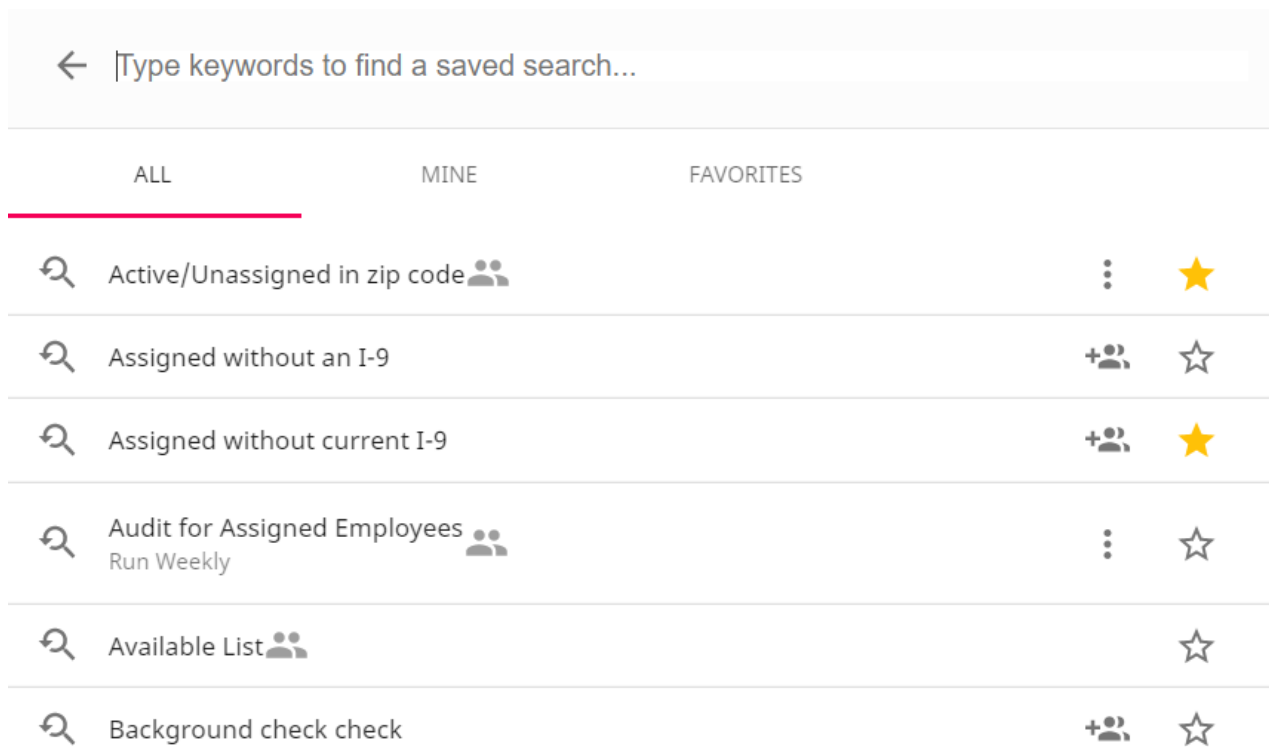 Type keywords to find a saved search...
ALL MINE FAVORITES
Active/Unassigned in zip code
Assigned without an I-9
Assigned without current I-9
Audit for Assigned Employees
Run Weekly
Available List
Background check check